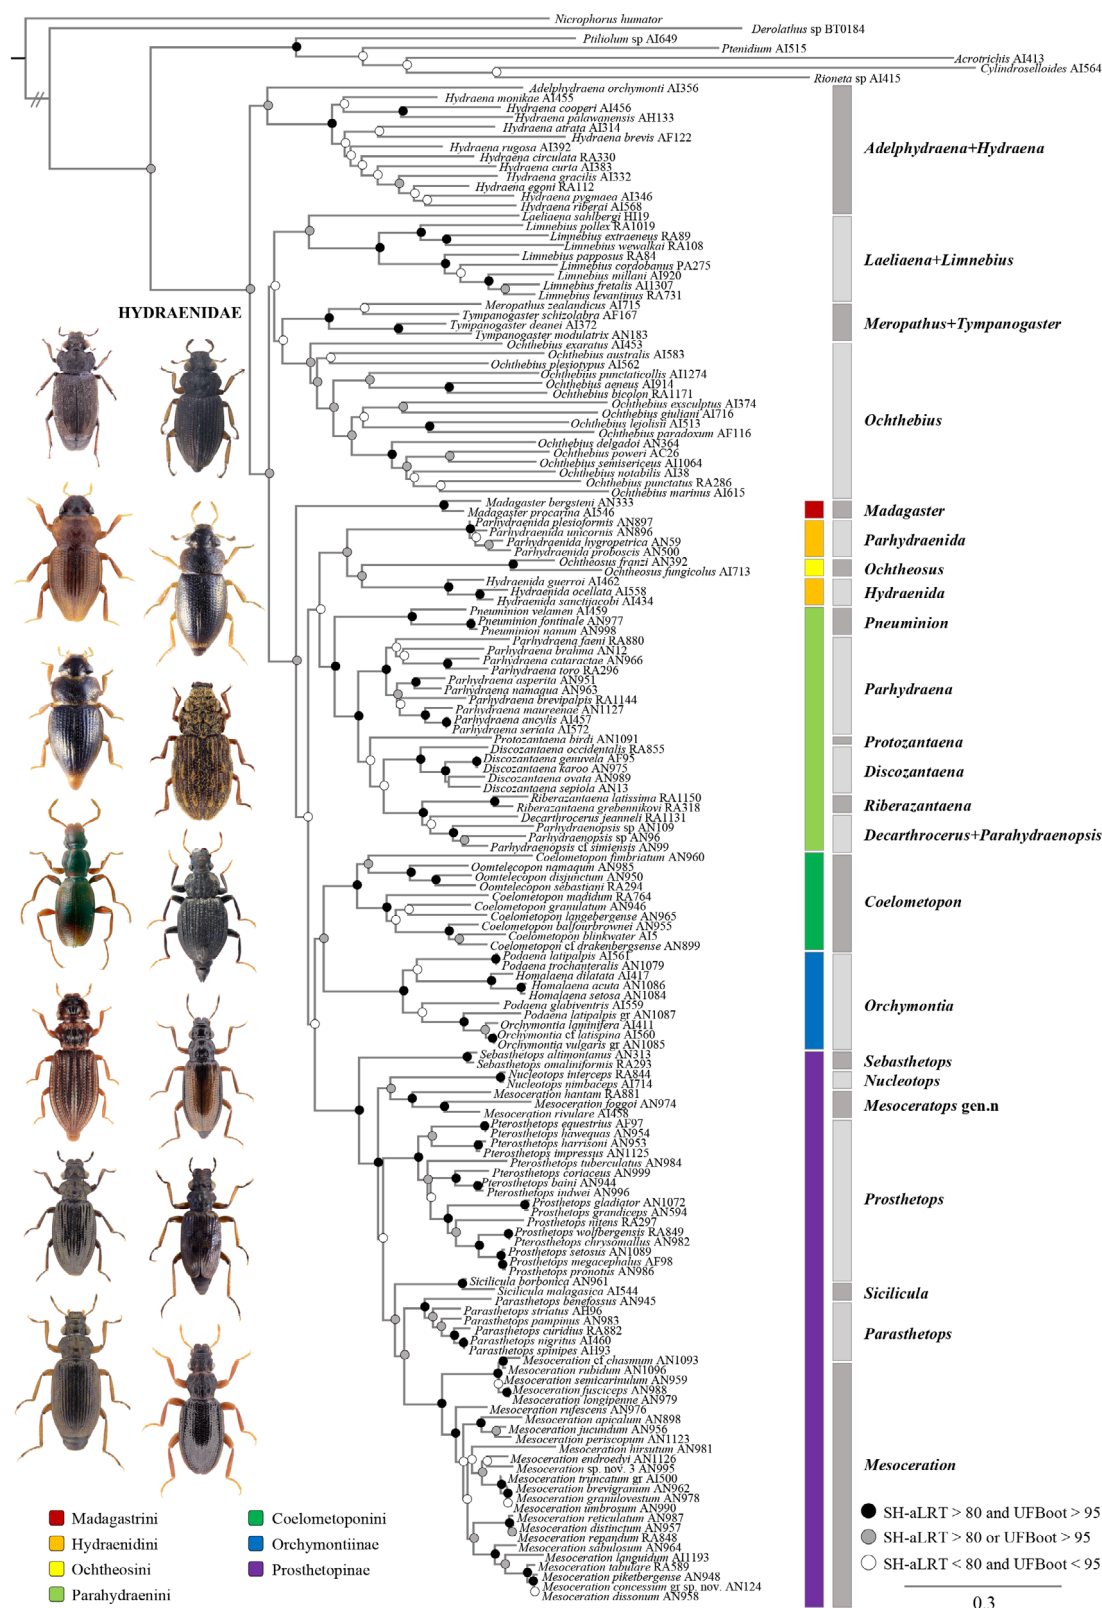 Nicrophorus humator
Derolathus sp BT0184
Ptiliolum sp AI649
Ptenidium AI515
Acrotrichis AI413
Cylindroselloides AI564
Rioneta sp AI415
Adelphydraena orchymonti AI356
Hydraena monikae AI455
Hydraena cooperi AI456
Hydraena palawanensis AH133
Hydraena atrata AI314
Hydraena brevis AF122
Hydraena rugosa AI392
Hydraena circulata RA330
Hydraena curta AI383
Hydraena gracilis AI332
Hydraena egoni RA112
Hydraena pygmaea AI346
Hydraena riberai AI568
Adelphydraena+Hydraena
Laeliaena sahlbergi HI19
Limnebius pollex RA1019
Limnebius extraeneus RA89
Limnebius wewalkai RA108
Limnebius papposus RA84
Limnebius cordobanus PA275
Limnebius millani AI920
Limnebius fretalis AI1307
Limnebius levantinus RA731
Laeliaena+Limnebius
HYDRAENIDAE
Meropathus zealandicus AI715
Tympanogaster schizolabra AF167
Tympanogaster deanei AI372
Tympanogaster modulatrix AN183
Meropathus+Tympanogaster
Ochthebius exaratus AI453
Ochthebius australis AI583
Ochthebius plesiotypus AI562
Ochthebius punctaticollis AI1274
Ochthebius aeneus AI914
Ochthebius bicolon RA1171
Ochthebius exsculptus AI374
Ochthebius giuliani AI716
Ochthebius lejolisii AI513
Ochthebius paradoxum AF116
Ochthebius delgadoi AN364
Ochthebius poweri AC26
Ochthebius semisericeus AI1064
Ochthebius notabilis AI38
Ochthebius punctatus RA286
Ochthebius marinus AI615
Ochthebius
Madagaster bergsteni AN333
Madagaster procarina AI546
Madagaster
Parhydraenida plesioformis AN897
Parhydraenida unicornis AN896
Parhydraenida hygropetrica AN59
Parhydraenida proboscis AN500
Parhydraenida
Ochtheosus franzi AN392
Ochtheosus fungicolus AI713
Ochtheosus
Hydraenida guerroi AI462
Hydraenida ocellata AI558
Hydraenida sanctijacobi AI434
Hydraenida
Pneuminion velamen AI459
Pneuminion fontinale AN977
Pneuminion nanum AN998
Pneuminion
Parhydraena faeni RA880
Parhydraena brahma AN12
Parhydraena cataractae AN966
Parhydraena toro RA296
Parhydraena asperita AN951
Parhydraena namaqua AN963
Parhydraena brevipalpis RA1144
Parhydraena maureenae AN1127
Parhydraena ancylis AI457
Parhydraena seriata AI572
Parhydraena
Protozantaena birdi AN1091
Protozantaena
Discozantaena occidentalis RA855
Discozantaena genuvela AF95
Discozantaena karoo AN975
Discozantaena ovata AN989
Discozantaena sepiola AN13
Discozantaena
Riberazantaena latissima RA1150
Riberazantaena grebennikovi RA318
Riberazantaena
Decarthrocerus jeanneli RA1131
Parhydraenopsis sp AN109
Parhydraenopsis sp AN96
Parhydraenopsis cf simiensis AN99
Decarthrocerus+Parahydraenopsis
Coelometopon fimbriatum AN960
Oomtelecopon namaqum AN985
Oomtelecopon disjunctum AN950
Oomtelecopon sebastiani RA294
Coelometopon madidum RA764
Coelometopon granulatum AN946
Coelometopon langebergense AN965
Coelometopon balfourbrownei AN955
Coelometopon blinkwater AI5
Coelometopon cf drakenbergsense AN899
Coelometopon
Podaena latipalpis AI561
Podaena trochanteralis AN1079
Homalaena dilatata AI417
Homalaena acuta AN1086
Homalaena setosa AN1084
Podaena glabiventris AI559
Podaena latipalpis gr AN1087
Orchymontia laminifera AI411
Orchymontia cf latispina AI560
Orchymontia vulgaris gr AN1085
Orchymontia
Sebasthetops altimontanus AN313
Sebasthetops omaliniformis RA293
Sebasthetops
Nucleotops interceps RA844
Nucleotops nimbaceps AI714
Nucleotops
Mesoceration hantam RA881
Mesoceration foggoi AN974
Mesoceration rivulare AI458
Mesoceratops gen.n
Pterosthetops equestrius AF97
Pterosthetops hawequas AN954
Pterosthetops harrisoni AN953
Pterosthetops impressus AN1125
Pterosthetops tuberculatus AN984
Pterosthetops coriaceus AN999
Pterosthetops baini AN944
Pterosthetops indwei AN996
Prosthetops gladiator AN1072
Prosthetops grandiceps AN594
Prosthetops nitens RA297
Prosthetops wolfbergensis RA849
Pterosthetops chrysomallus AN982
Prosthetops setosus AN1089
Prosthetops megacephalus AF98
Prosthetops pronotus AN986
Prosthetops
Sicilicula borbonica AN961
Sicilicula malagasica AI544
Sicilicula
Parasthetops benefossus AN945
Parasthetops striatus AH96
Parasthetops pampinus AN983
Parasthetops curidius RA882
Parasthetops nigritus AI460
Parasthetops spinipes AH93
Parasthetops
Mesoceration cf chasmum AN1093
Mesoceration rubidum AN1096
Mesoceration semicarinulum AN959
Mesoceration fusciceps AN988
Mesoceration longipenne AN979
Mesoceration rufescens AN976
Mesoceration apicalum AN898
Mesoceration jucundum AN956
Mesoceration periscopum AN1123
Mesoceration hirsutum AN981
Mesoceration endroedyi AN1126
Mesoceration sp. nov. 3 AN995
Mesoceration truncatum gr AI500
Mesoceration brevigranum AN962
Mesoceration granulovestum AN978
Mesoceration umbrosum AN990
Mesoceration reticulatum AN987
Mesoceration distinctum AN957
Mesoceration repandum RA848
Mesoceration sabulosum AN964
Mesoceration languidum AI1193
Mesoceration tabulare RA589
Mesoceration piketbergense AN948
Mesoceration concessum gr sp. nov. AN124
Mesoceration dissonum AN958
Mesoceration
Madagastrini
Hydraenidini
Ochtheosini
Parahydraenini
Coelometoponini
Orchymontiinae
Prosthetopinae
SH-aLRT > 80 and UFBoot > 95
SH-aLRT > 80 or UFBoot > 95
SH-aLRT < 80 and UFBoot < 95
0.3